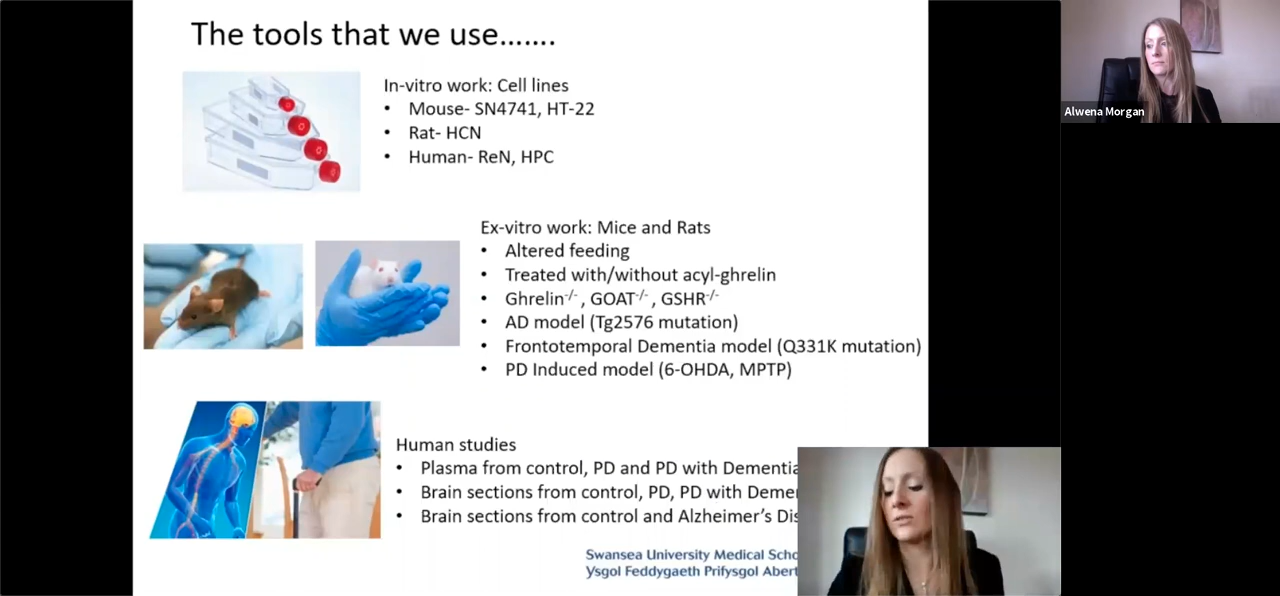 The tools that we use.......
In-vitro work: Cell lines
• Mouse- SN4741, HT-22
• Rat- HCN
• Human- ReN, HPC
Ex-vitro work: Mice and Rats
• Altered feeding
• Treated with/without acyl-ghrelin
• Ghrelin-/- , GOAT-/- , GSHR-/-
• AD model (Tg2576 mutation)
• Frontotemporal Dementia model (Q331K mutation)
• PD Induced model (6-OHDA, MPTP)
Human studies
• Plasma from control, PD and PD with Dementia
• Brain sections from control, PD, PD with
• Brain sections from control and Alzheimer's
Swansea University Medical
Ysgol Feddygaeth Prifysgol
Alwena Morgan